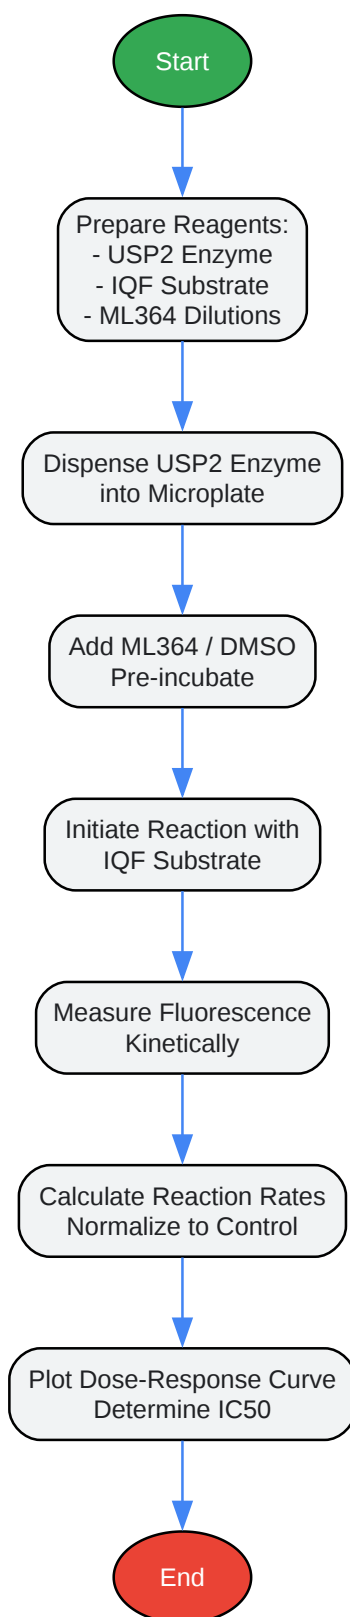 Start
Prepare Reagents:
- USP2 Enzyme
- IQF Substrate
- ML364 Dilutions
Dispense USP2 Enzyme
into Microplate
Add ML364 / DMSO
Pre-incubate
Initiate Reaction with
IQF Substrate
Measure Fluorescence
Kinetically
Calculate Reaction Rates
Normalize to Control
Plot Dose-Response Curve
Determine IC50
End